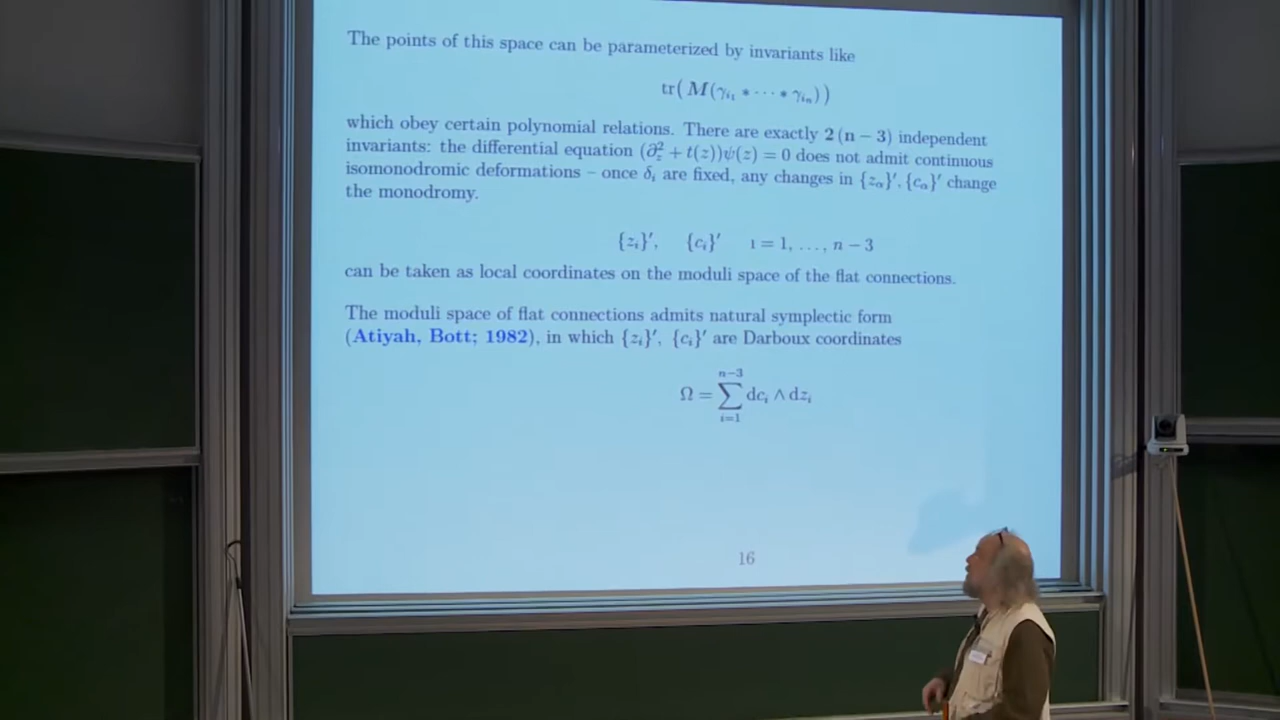 The points of this space can be parameterized by invariants like
tr( M(γ_{i_1} * ⋯ * γ_{i_n}) )
which obey certain polynomial relations. There are exactly 2 (n − 3) independent
invariants: the differential equation (∂_z^2 + t(z))ψ(z) = 0 does not admit continuous
isomonodromic deformations – once δ_i are fixed, any changes in {z_α}′, {c_α}′ change
the monodromy.
{z_i}′, {c_i}′ i = 1, …, n − 3
can be taken as local coordinates on the moduli space of the flat connections.
The moduli space of flat connections admits natural symplectic form
(Atiyah, Bott; 1982), in which {z_i}′, {c_i}′ are Darboux coordinates
Ω = ∑_{i=1}^{n−3} dc_i ∧ dz_i
16